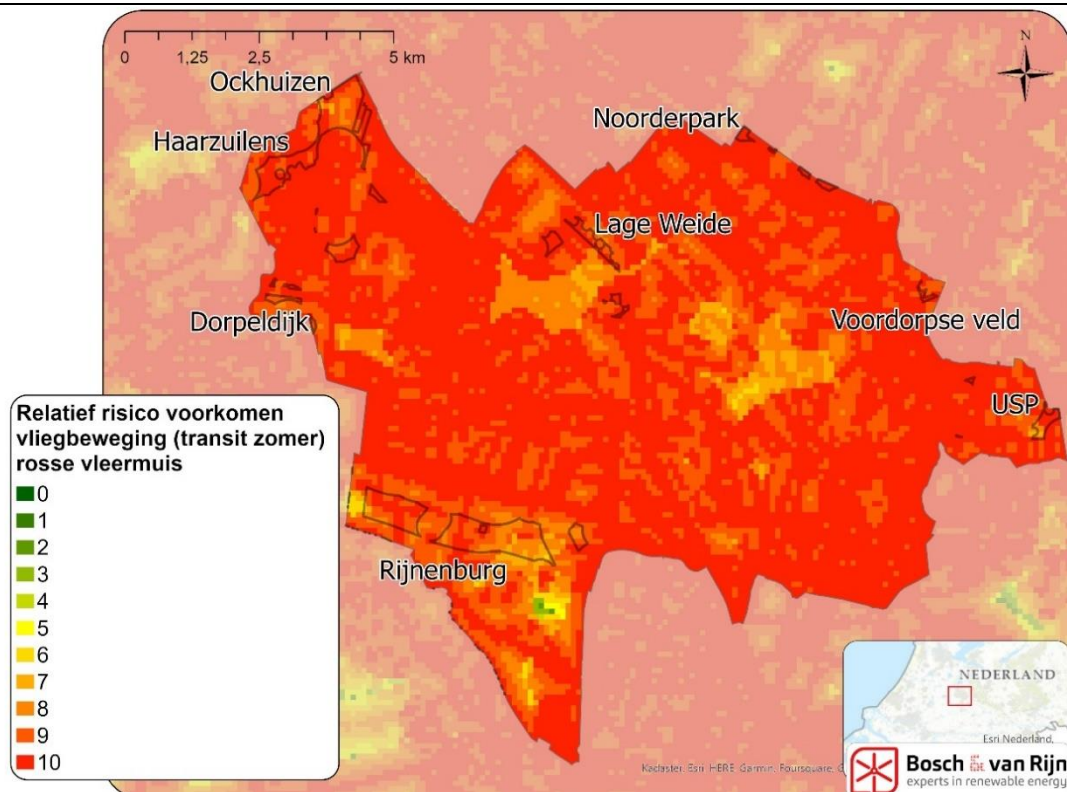 0 1,25 2,5 5 km
N
Ockhuizen
Haarzuilens
Noorderpark
Lage Weide
Dorpeldijk
Voordorpse veld
USP
Rijnenburg
Relatief risico voorkomen
vliegbeweging (transit zomer)
rosse vleermuis
0
1
2
3
4
5
6
7
8
9
10
NEDERLAND
Esri Nederland,
Kadaster, Esri, HERE, Garmin, Foursquare,
Bosch & van Rijn
experts in renewable energy